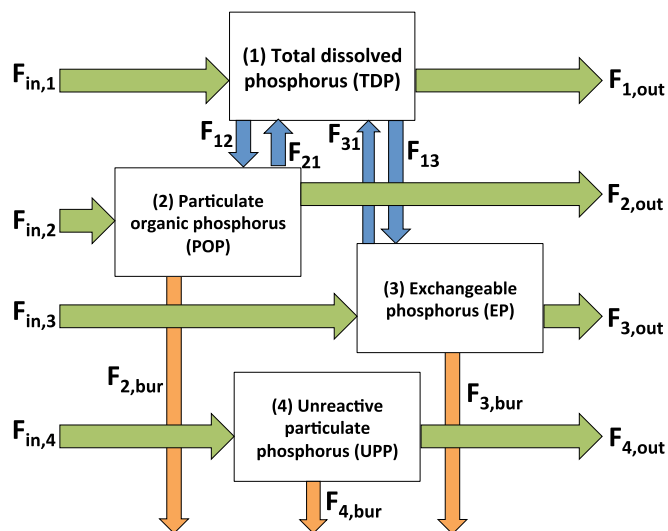 (1) Total dissolved
phosphorus (TDP)
F_in,1
F_1,out
F_12
F_21
F_31
F_13
(2) Particulate
organic phosphorus
(POP)
F_in,2
F_2,out
(3) Exchangeable
phosphorus (EP)
F_in,3
F_3,out
F_2,bur
F_3,bur
(4) Unreactive
particulate
phosphorus (UPP)
F_in,4
F_4,out
F_4,bur